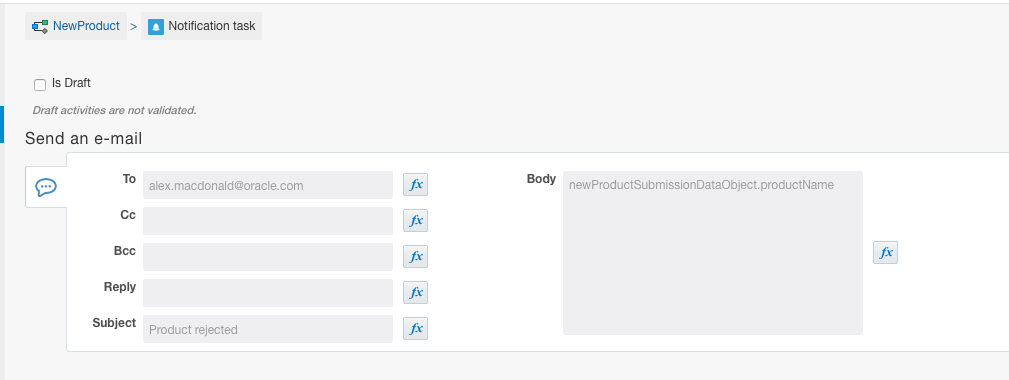 NewProduct > Notification task
Is Draft
Draft activities are not validated.
Send an e-mail
To alex.macdonald@oracle.com fx
Cc fx
Bcc fx
Reply fx
Subject Product rejected fx
Body newProductSubmissionDataObject.productName fx